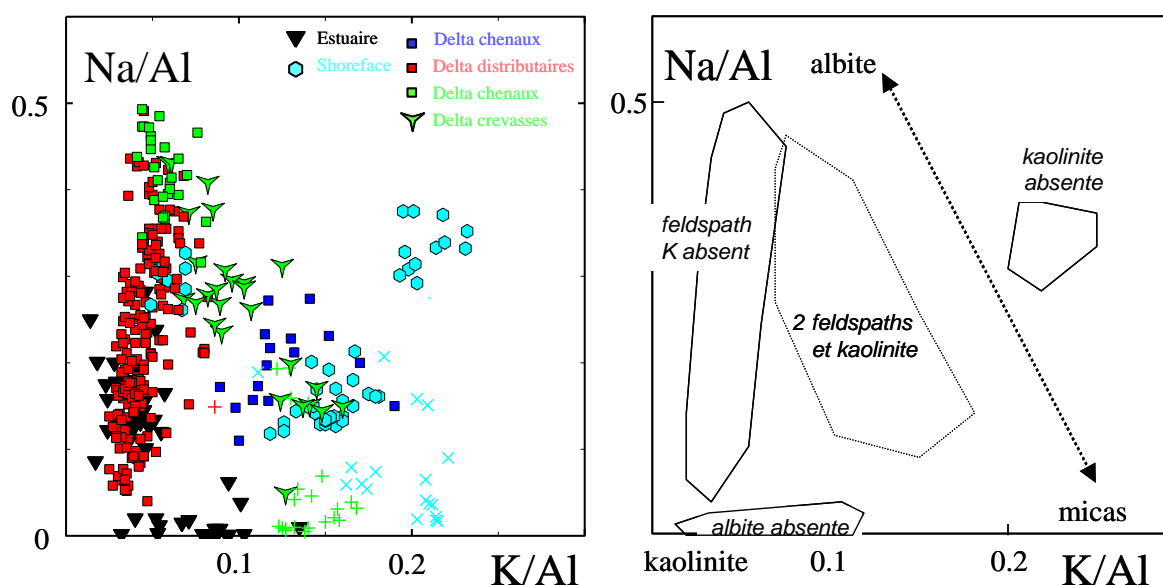 Na/Al
0.5
0
Estuaire
Shoreface
Delta chenaux
Delta distributaires
Delta chenaux
Delta crevasses
0.1
0.2
K/Al
Na/Al
0.5
albite
kaolinite
absente
feldspath
K absent
2 feldspaths
et kaolinite
albite absente
micas
kaolinite
0.1
0.2
K/Al